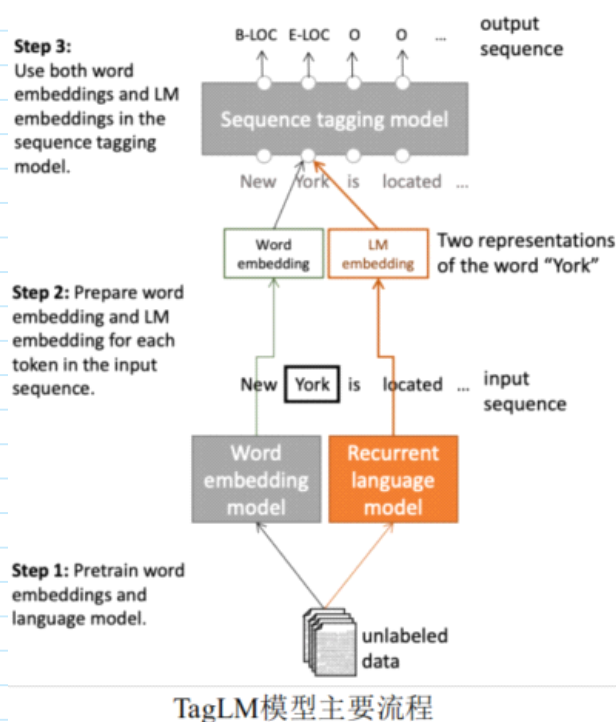 B-LOC E-LOC O O ...
output
sequence
Step 3:
Use both word
embeddings and LM
embeddings in the
sequence tagging
model.
Sequence tagging model
New York is located ...
Word
embedding
LM
embedding
Two representations
of the word “York”
Step 2: Prepare word
embedding and LM
embedding for each
token in the input
sequence.
New York is located ...
input
sequence
Word
embedding
model
Recurrent
language
model
Step 1: Pretrain word
embeddings and
language model.
unlabeled
data
TagLM模型主要流程